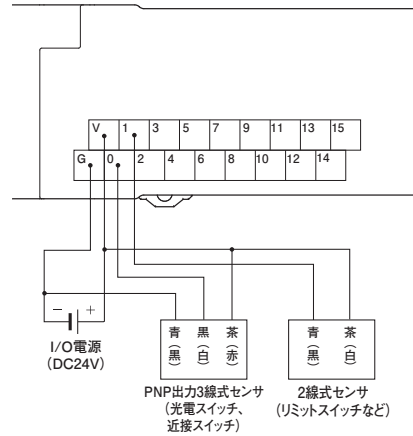 V 1 3 5 7 9 11 13 15
G 0 2 4 6 8 10 12 14
− +
I/O電源
(DC24V)
青(黒) 黒(白) 茶(赤)
PNP出力3線式センサ
(光電スイッチ、
近接スイッチ)
青(黒) 茶(白)
2線式センサ
(リミットスイッチなど)